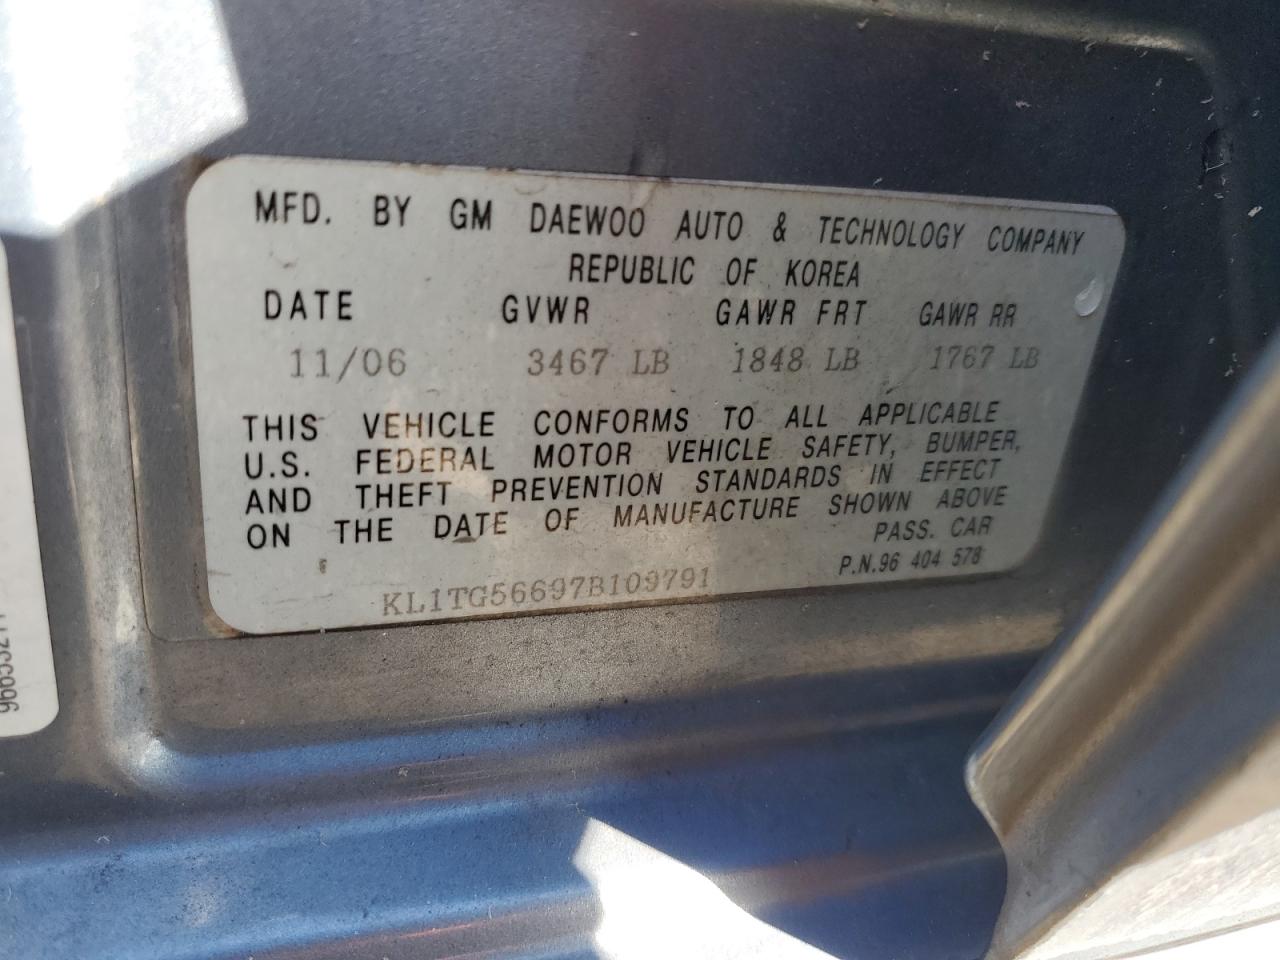 MFD. BY GM DAEWOO AUTO & TECHNOLOGY COMPANY
REPUBLIC OF KOREA
DATE GVWR GAWR FRT GAWR RR
11/06 3467 LB 1848 LB 1767 LB
THIS VEHICLE CONFORMS TO ALL APPLICABLE
U.S. FEDERAL MOTOR VEHICLE SAFETY, BUMPER,
AND THEFT PREVENTION STANDARDS IN EFFECT
ON THE DATE OF MANUFACTURE SHOWN ABOVE
PASS. CAR
P.N.96 404 578
KL1TG56697B109791